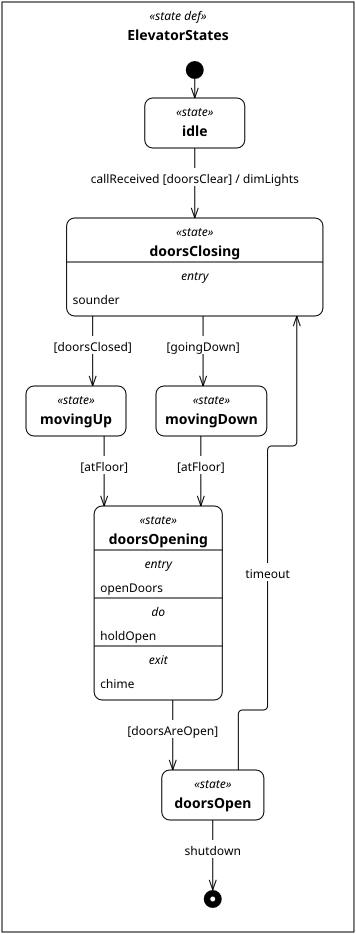 «state def»
ElevatorStates
«state»
idle
callReceived [doorsClear] / dimLights
«state»
doorsClosing
entry
sounder
[doorsClosed]
[goingDown]
«state»
movingUp
«state»
movingDown
[atFloor]
[atFloor]
«state»
doorsOpening
entry
openDoors
do
holdOpen
exit
chime
timeout
[doorsAreOpen]
«state»
doorsOpen
shutdown